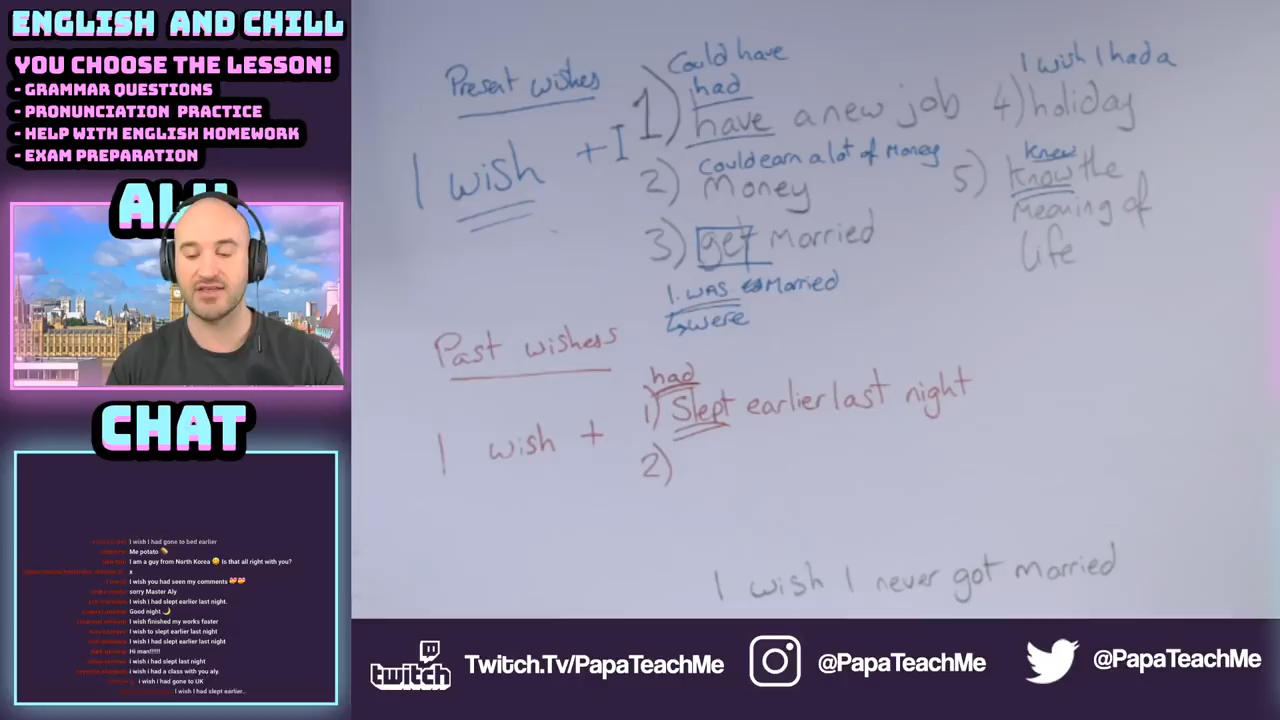 ENGLISH AND CHILL
YOU CHOOSE THE LESSON!
- GRAMMAR QUESTIONS
- PRONUNCIATION PRACTICE
- HELP WITH ENGLISH HOMEWORK
- EXAM PREPARATION
ALY
CHAT
I wish I had gone to bed earlier
Me potato
I am a guy from North Korea 😀 Is that all right with you?
x
I wish you had seen my comments 💝💝
sorry Master Aly
I wish I had slept earlier last night.
Good night 🌙
I wish finished my works faster
I wish to slept earlier last night
I wish I had slept earlier last night
Hi man!!!!!
i wish i had slept last night
i wish i had a class with you aly.
i wish i had gone to UK
I wish I had slept earlier..
Present wishes
I wish + I
Could have
had
1) have a new job
Could earn a lot of money
2) Money
3) get married
I was married
↳were
I wish I had a
4) holiday
knew
5) know the
meaning of
life
Past wishess
I wish +
had
1) Slept earlier last night
2)
I wish I never got married
twitch
Twitch.Tv/PapaTeachMe
@PapaTeachMe
@PapaTeachMe